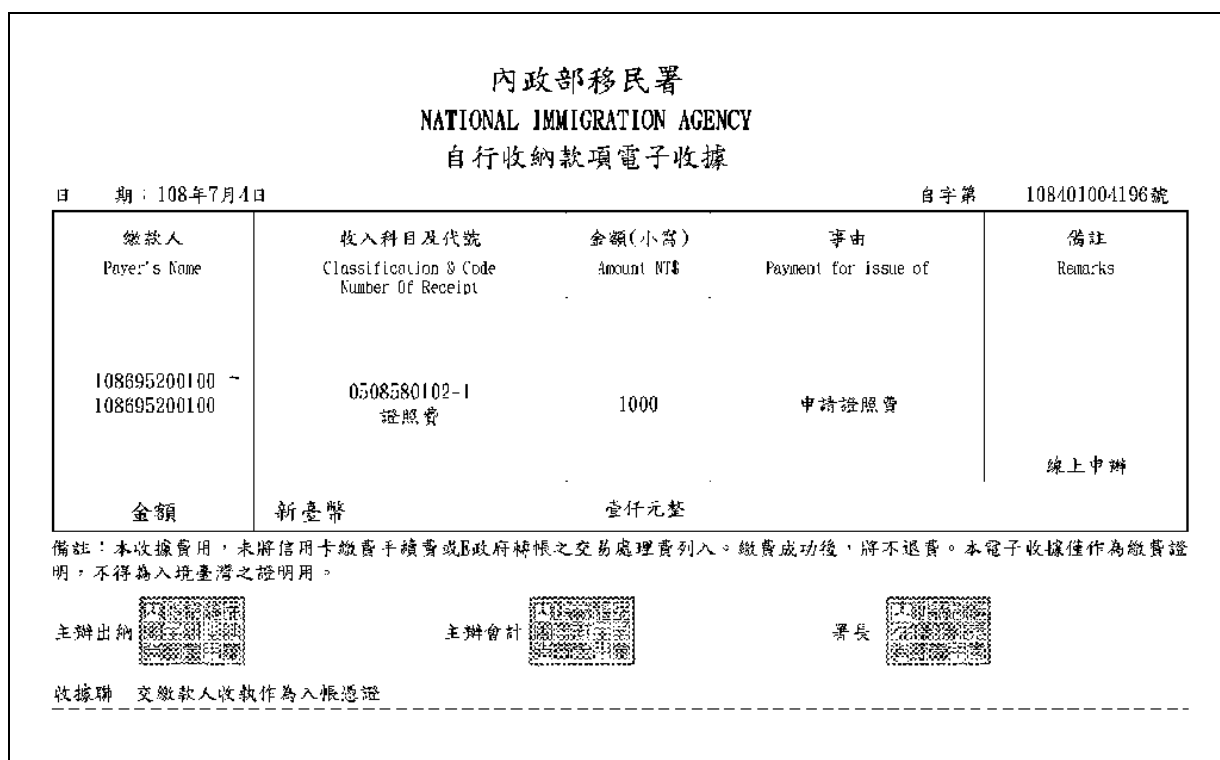 內政部移民署
NATIONAL IMMIGRATION AGENCY
自行收納款項電子收據
日 期：108年7月4日 自字第 108401004196號
繳款人 收入科目及代號 金額(小寫) 事由 備註
Payer's Name Classification & Code Amount NT$ Payment for issue of Remarks
Number Of Receipt
108695200100 ~
108695200100
0508580102-1
證照費
1000
申請證照費
線上申辦
金額 新臺幣 壹仟元整
備註：本收據費用，未將信用卡繳費手續費或E政府轉帳之交易處理費列入。繳費成功後，將不退費。本電子收據僅作為繳費證
明，不得為入境臺灣之證明用。
主辦出納 主辦會計 署長
收據聯 交繳款人收執作為入帳憑證